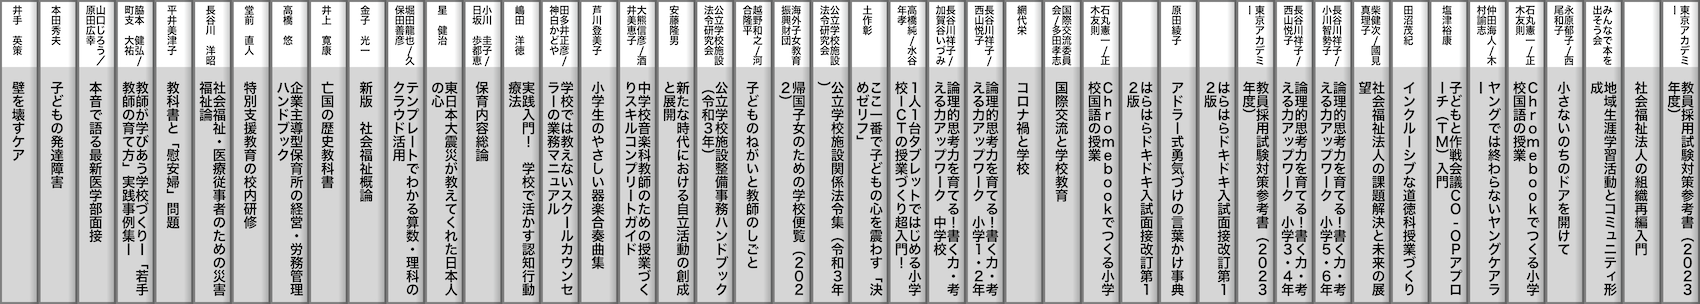 東京アカデミ
ー
教員採用試験対策参考書　（２０２３
年度）
社会福祉法人の組織再編入門
みんなで本を
出そう会
地域生涯学習活動とコミュニティ形
成
永原郁子／西
尾和子
小さないのちのドアを開けて
石丸憲一／正
木友則
Ｃｈｒｏｍｅｂｏｏｋでつくる小学
校国語の授業
仲田海人／木
村諭志
ヤングでは終わらないヤングケアラ
ー
塩津裕康
子どもと作戦会議ＣＯ‐ＯＰアプロ
ーチ（ＴＭ）入門
田沼茂紀
インクルーシブな道徳科授業づくり
柴健次／國見
真理子
社会福祉法人の課題解決と未来の展
望
長谷川祥子／
小川智勢子
論理的思考力を育てる！書く力・考
える力アップワーク　小学５・６年
長谷川祥子／
西山悦子
論理的思考力を育てる！書く力・考
える力アップワーク　小学３・４年
東京アカデミ
ー
教員採用試験対策参考書　（２０２３
年度）
はらはらドキドキ入試面接改訂第１
２版
原田綾子
アドラー式勇気づけの言葉かけ事典
はらはらドキドキ入試面接改訂第１
２版
石丸憲一／正
木友則
Ｃｈｒｏｍｅｂｏｏｋでつくる小学
校国語の授業
国際交流委員
会／多田孝志
国際交流と学校教育
網代栄
コロナ禍と学校
長谷川祥子／
西山悦子
論理的思考力を育てる！書く力・考
える力アップワーク　小学１・２年
長谷川祥子／
加賀谷いづみ
論理的思考力を育てる！書く力・考
える力アップワーク　中学校
高橋純／水谷
年孝
１人１台タブレットではじめる小学
校ＩＣＴの授業づくり超入門！
土作彰
ここ一番で子どもの心を震わす「決
めゼリフ」
公立学校施設
法令研究会
公立学校施設関係法令集（令和３年
）
海外子女教育
振興財団
帰国子女のための学校便覧（２０２
２）
越野和之／河
合隆平
子どものねがいと教師のしごと
公立学校施設
法令研究会
公立学校施設整備事務ハンドブック
（令和３年）
安藤隆男
新たな時代における自立活動の創成
と展開
大熊信彦／酒
井美恵子
中学校音楽科教師のための授業づく
りスキルコンプリートガイド
芦川登美子
小学生のやさしい器楽合奏曲集
田多井正彦／
神白かどや
学校では教えないスクールカウンセ
ラーの業務マニュアル
嶋田　洋徳
実践入門！　学校で活かす認知行動
療法
小川　圭子／
日坂　歩都恵
保育内容総論
星　健治
東日本大震災が教えてくれた日本人
の心
堀田龍也／久
保田善彦
テンプレートでわかる算数・理科の
クラウド活用
金子　光一
新版　社会福祉概論
井上　寛康
亡国の歴史教科書
高橋　悠
企業主導型保育所の経営・労務管理
ハンドブック
堂前　直人
特別支援教育の校内研修
長谷川　洋昭
社会福祉・医療従事者のための災害
福祉論
平井美津子
教科書と「慰安婦」問題
脇本　健弘／
町支　大祐
教師が学びあう学校づくりー「若手
教師の育て方」実践事例集ー
山口じろう／
原田広幸
本音で語る最新医学部面接
本田秀夫
子どもの発達障害
井手　英策
壁を壊すケア